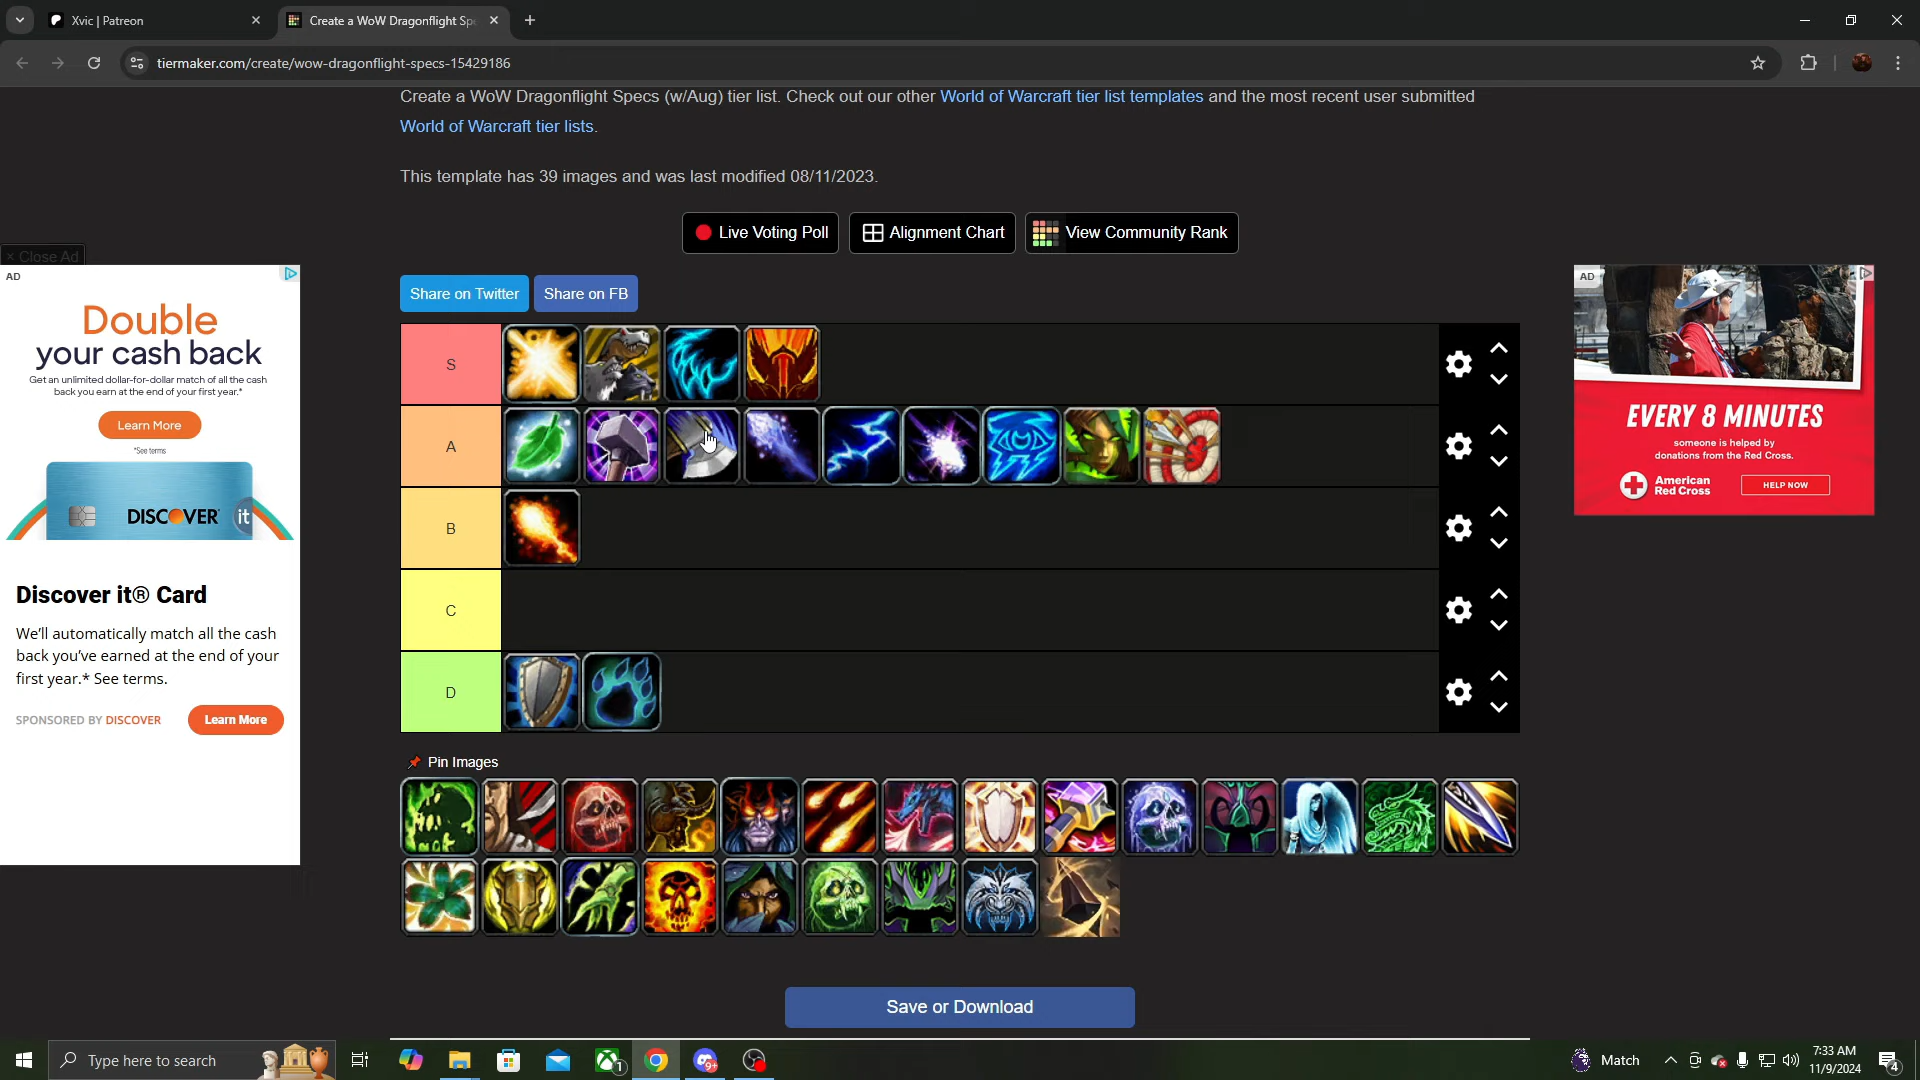 Xvic | Patreon
Create a WoW Dragonflight Sp
tiermaker.com/create/wow-dragonflight-specs-15429186
Create a WoW Dragonflight Specs (w/Aug) tier list. Check out our other World of Warcraft tier list templates and the most recent user submitted
World of Warcraft tier lists.
This template has 39 images and was last modified 08/11/2023.
Live Voting Poll
Alignment Chart
View Community Rank
Share on Twitter
Share on FB
× Close Ad
AD
Double
your cash back
Get an unlimited dollar-for-dollar match of all the cash
back you earn at the end of your first year.*
Learn More
*See terms
DISCOVER it
Discover it® Card
We'll automatically match all the cash
back you've earned at the end of your
first year.* See terms.
SPONSORED BY DISCOVER
Learn More
S
A
B
C
D
AD
EVERY 8 MINUTES
someone is helped by
donations from the Red Cross.
American
Red Cross
HELP NOW
Pin Images
Save or Download
Type here to search
1
9+
Match
7:33 AM
11/9/2024
4